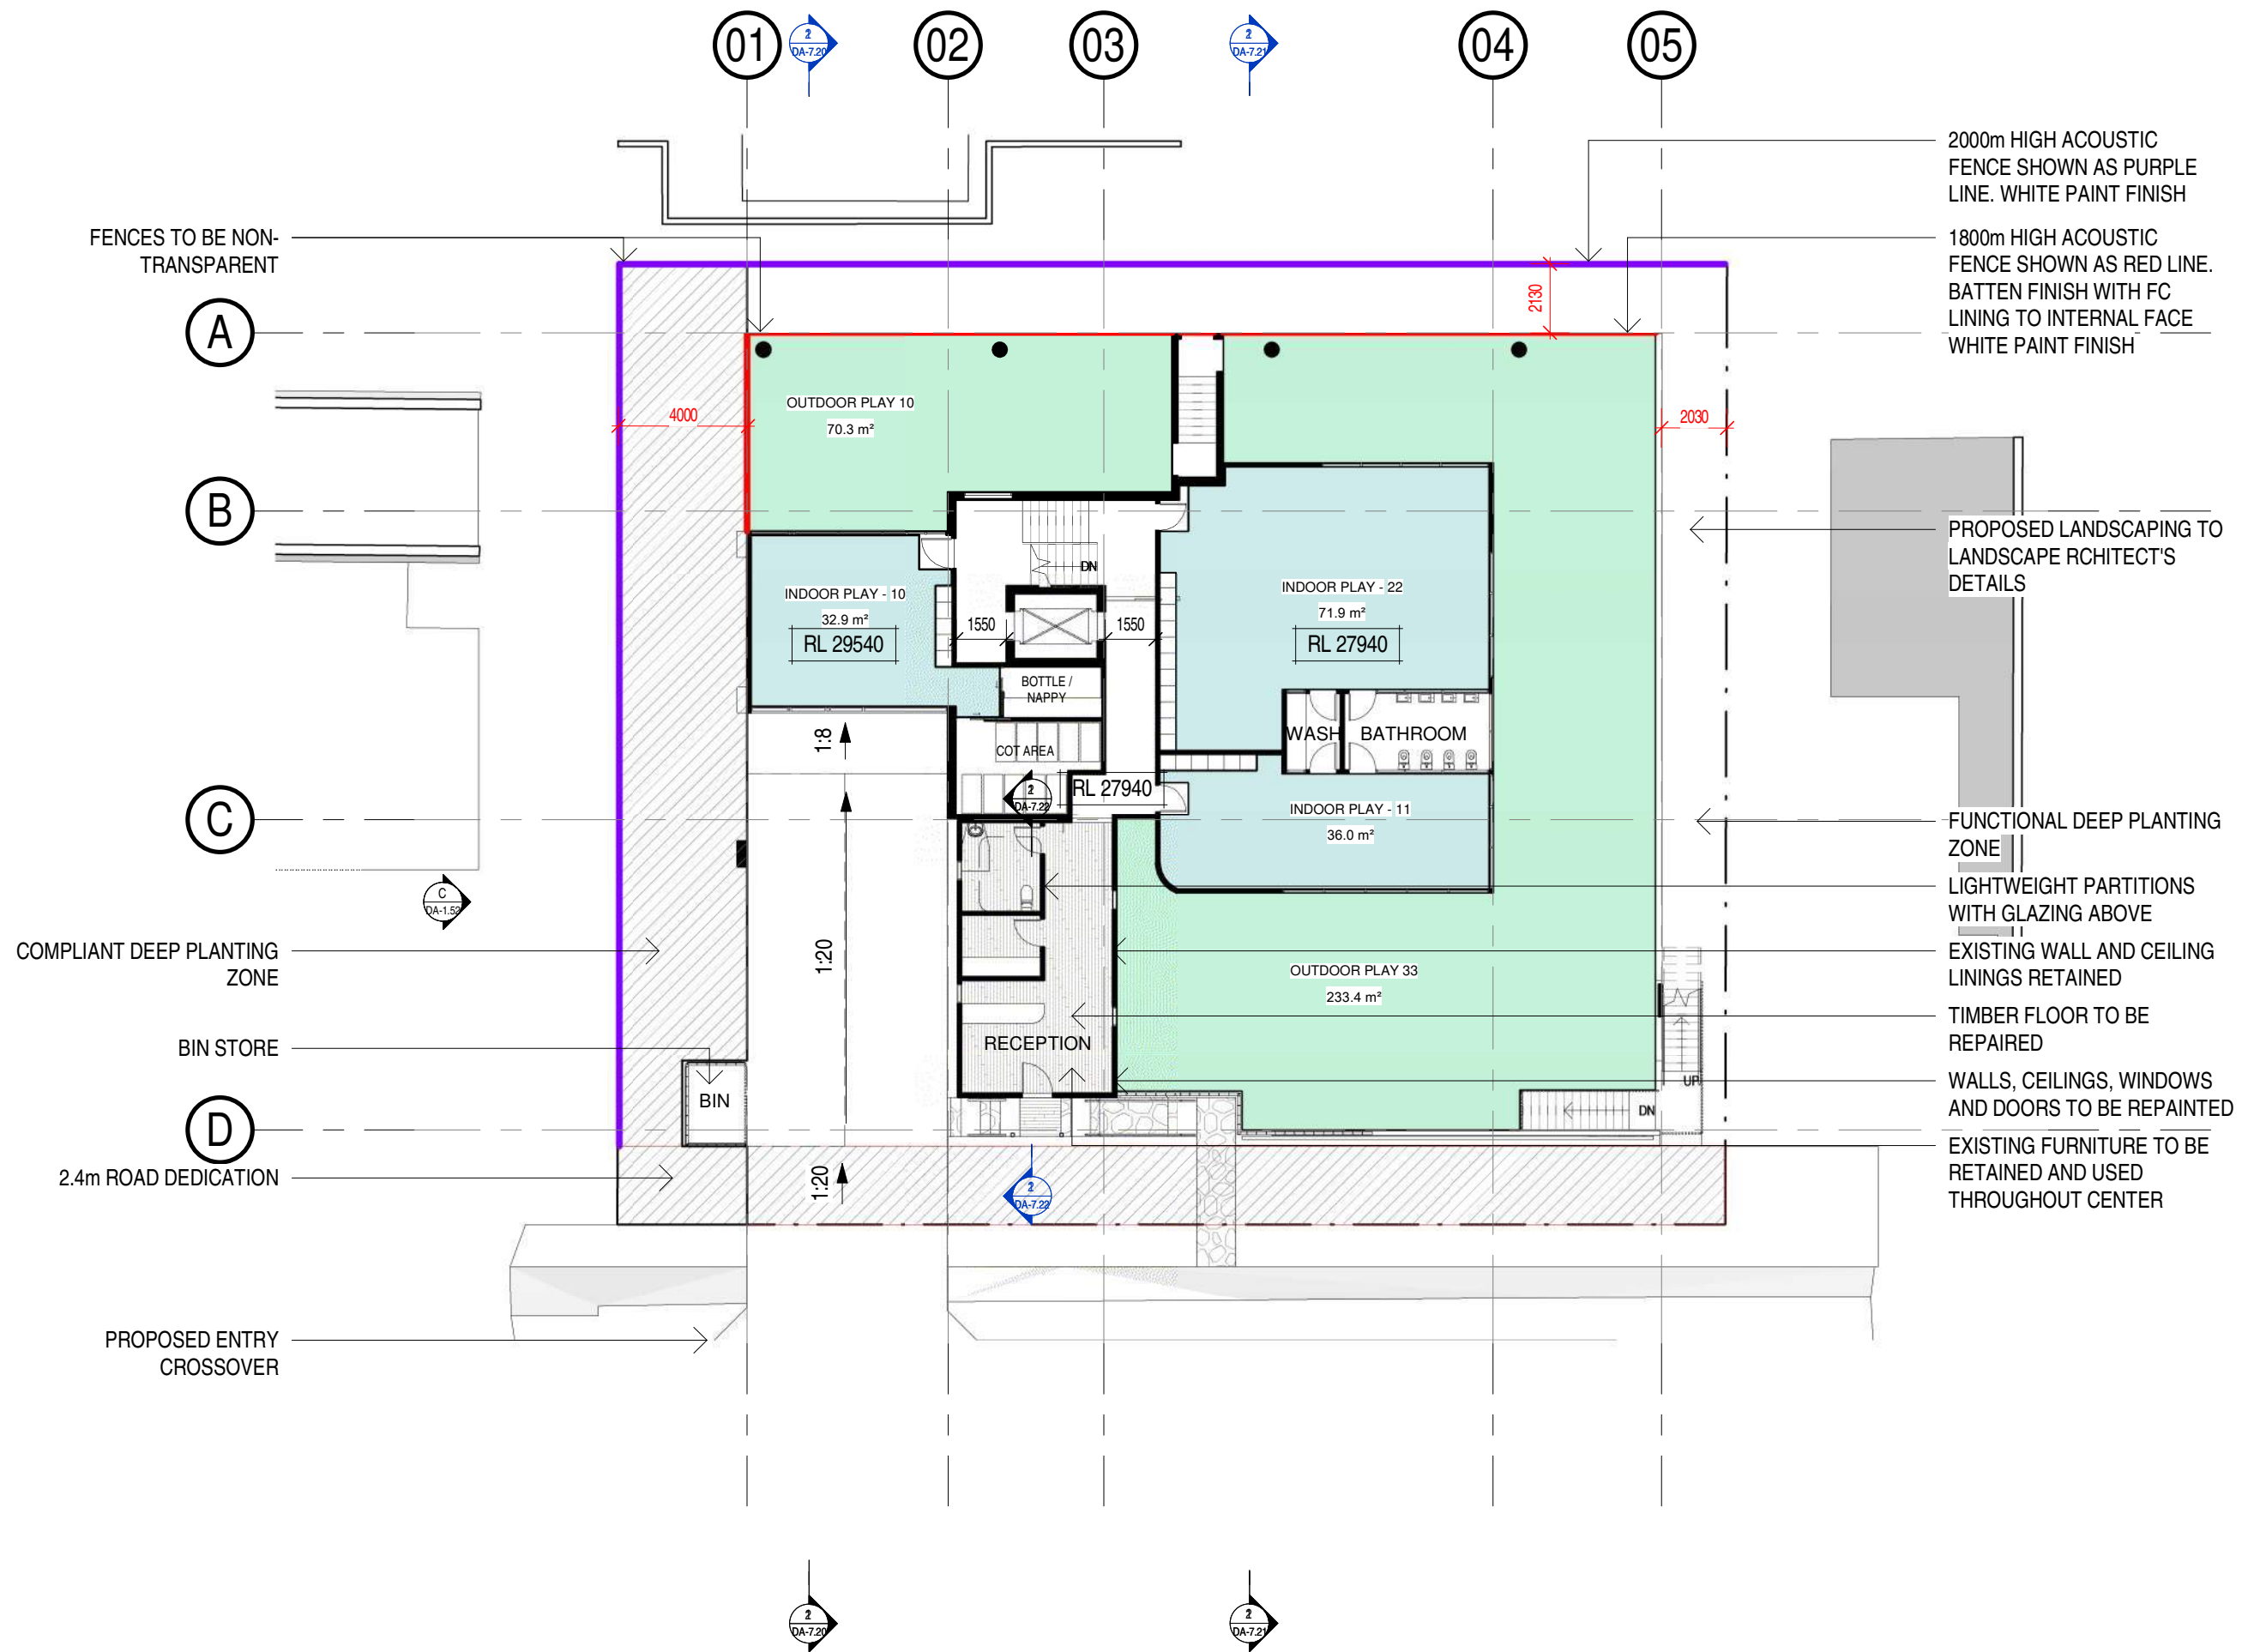 01
2
DA-7.20
02
03
2
DA-7.21
04
05
2000m HIGH ACOUSTIC
FENCE SHOWN AS PURPLE
LINE. WHITE PAINT FINISH
FENCES TO BE NON-
TRANSPARENT
1800m HIGH ACOUSTIC
FENCE SHOWN AS RED LINE.
BATTEN FINISH WITH FC
LINING TO INTERNAL FACE
WHITE PAINT FINISH
2130
A
4000
OUTDOOR PLAY 10
70.3 m²
2030
B
PROPOSED LANDSCAPING TO
LANDSCAPE RCHITECT'S
DETAILS
DN
INDOOR PLAY - 10
32.9 m²
RL 29540
1550
1550
INDOOR PLAY - 22
71.9 m²
RL 27940
BOTTLE /
NAPPY
1:8
COT AREA
WASH
BATHROOM
2
DA-7.22
RL 27940
INDOOR PLAY - 11
36.0 m²
C
FUNCTIONAL DEEP PLANTING
ZONE
C
DA-1.52
LIGHTWEIGHT PARTITIONS
WITH GLAZING ABOVE
COMPLIANT DEEP PLANTING
ZONE
1:20
EXISTING WALL AND CEILING
LININGS RETAINED
OUTDOOR PLAY 33
233.4 m²
TIMBER FLOOR TO BE
REPAIRED
BIN STORE
RECEPTION
BIN
UP
DN
WALLS, CEILINGS, WINDOWS
AND DOORS TO BE REPAINTED
D
2.4m ROAD DEDICATION
1:20
2
DA-7.22
EXISTING FURNITURE TO BE
RETAINED AND USED
THROUGHOUT CENTER
PROPOSED ENTRY
CROSSOVER
2
DA-7.20
2
DA-7.21